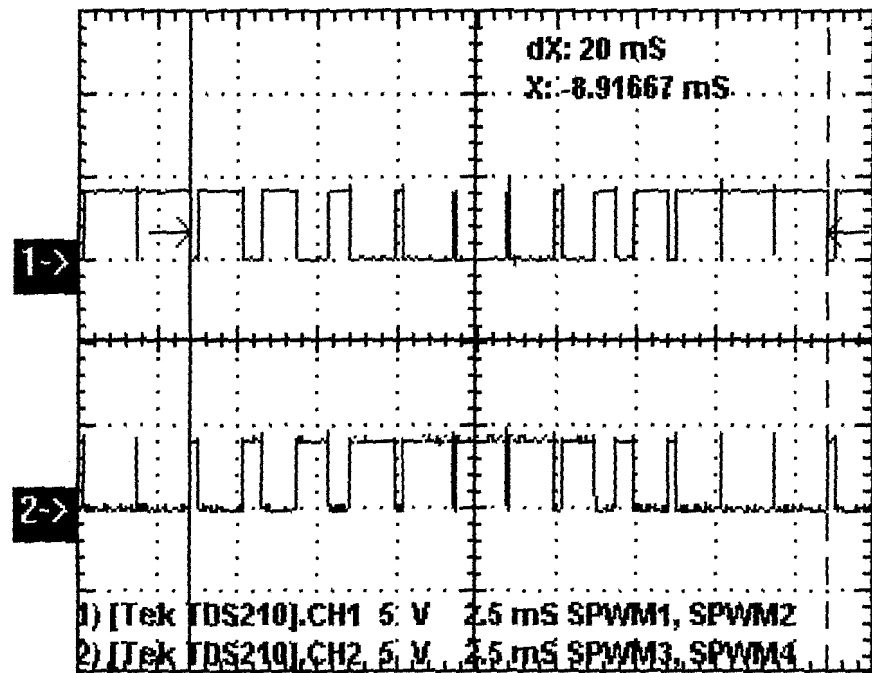 dX: 20 mS
X: -8.91667 mS
1->
2->
1) [Tek TDS210].CH1 5 V 2.5 mS SPWM1, SPWM2
2) [Tek TDS210].CH2 5 V 2.5 mS SPWM3, SPWM4